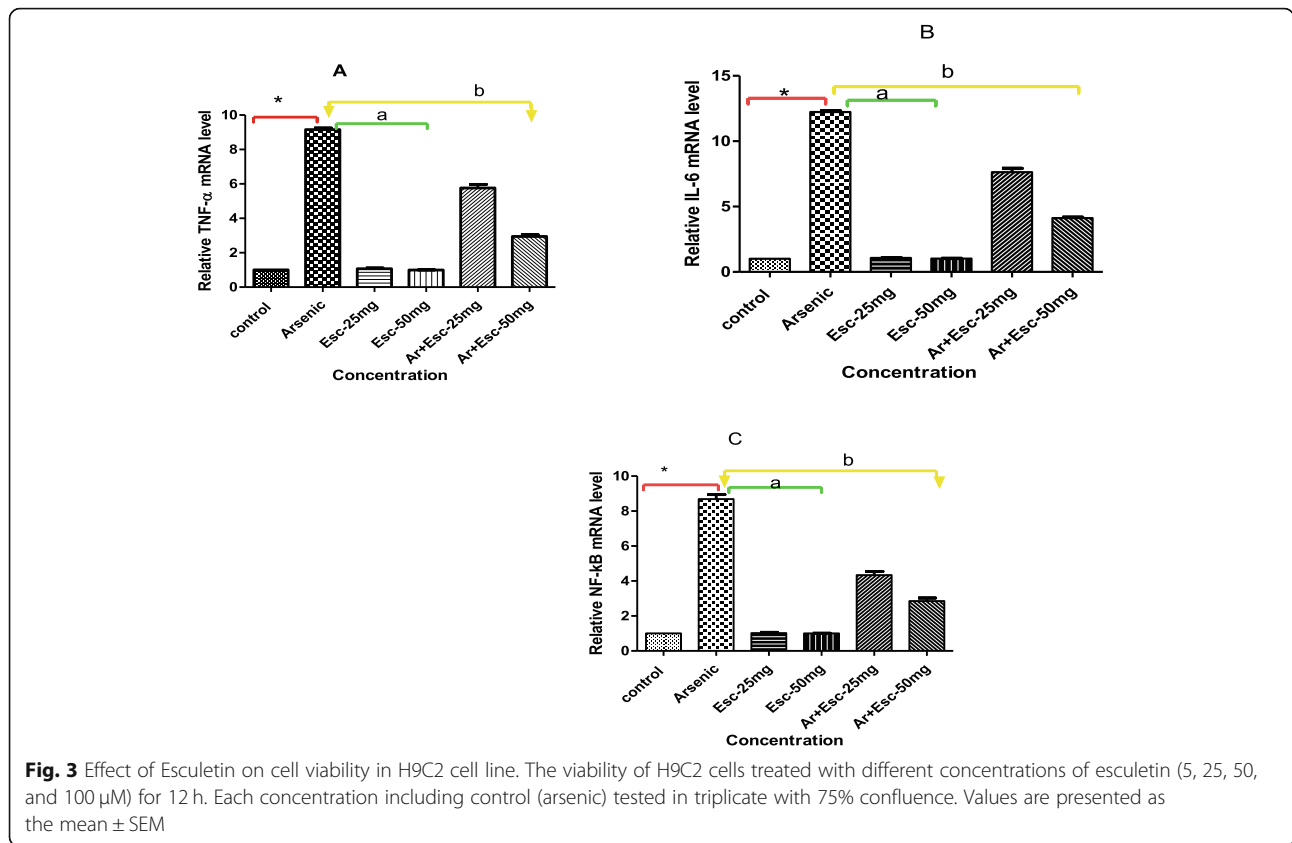 A
* b
a
Relative TNF-α mRNA level
10
8
6
4
2
0
control
Arsenic
Esc-25mg
Esc-50mg
Ar+Esc-25mg
Ar+Esc-50mg
Concentration
B
* b
a
Relative IL-6 mRNA level
15
10
5
0
control
Arsenic
Esc-25mg
Esc-50mg
Ar+Esc-25mg
Ar+Esc-50mg
Concentration
C
* b
a
Relative NF-kB mRNA level
10
8
6
4
2
0
control
Arsenic
Esc-25mg
Esc-50mg
Ar+Esc-25mg
Ar+Esc-50mg
Concentration
Fig. 3 Effect of Esculetin on cell viability in H9C2 cell line. The viability of H9C2 cells treated with different concentrations of esculetin (5, 25, 50,
and 100 μM) for 12 h. Each concentration including control (arsenic) tested in triplicate with 75% confluence. Values are presented as
the mean ± SEM